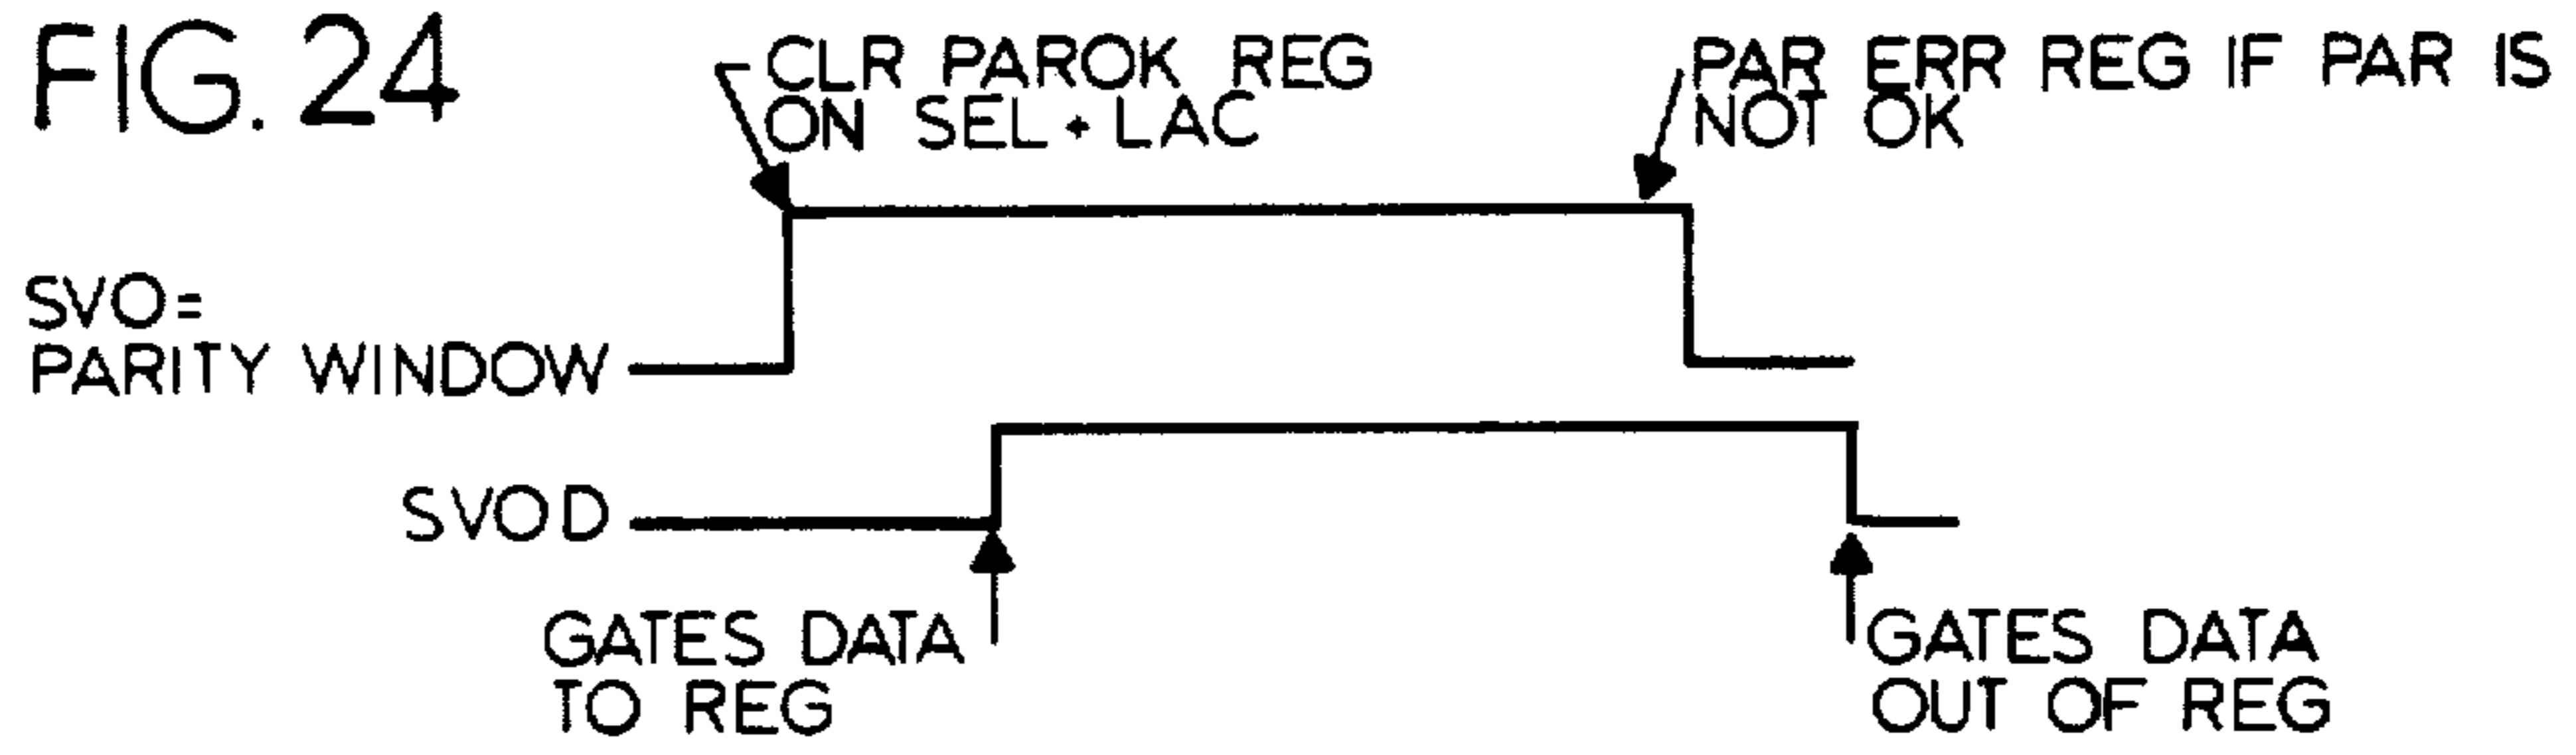 FIG. 24
CLR PAROK REG
ON SEL + LAC
PAR ERR REG IF PAR IS
NOT OK
SVO=
PARITY WINDOW
SVOD
GATES DATA
TO REG
GATES DATA
OUT OF REG